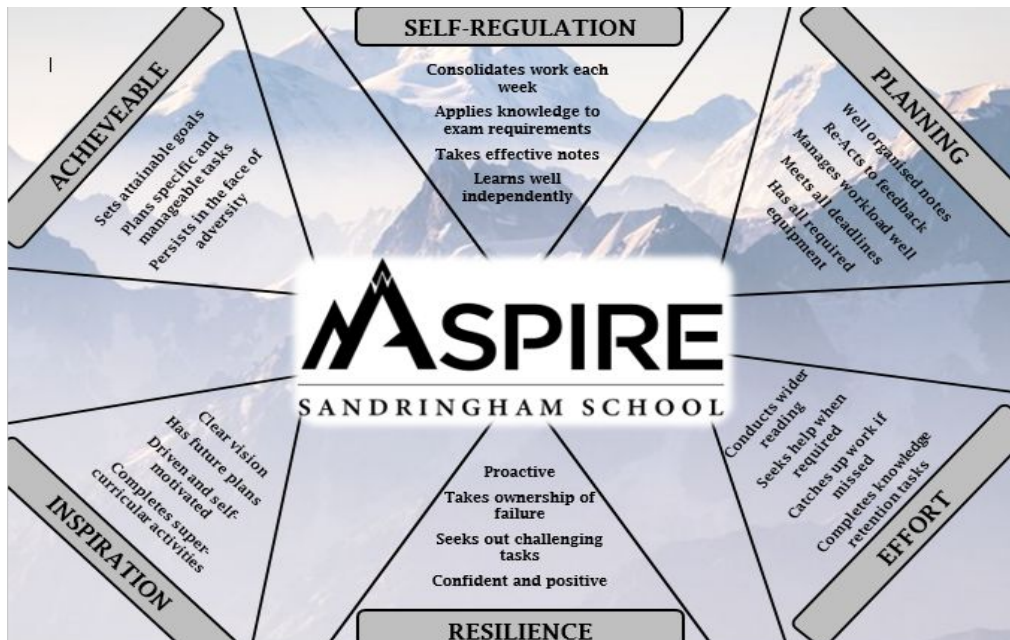 ACHIEVEABLE
Sets attainable goals
Plans specific and
manageable tasks
Persists in the face of
adversity
SELF-REGULATION
Consolidates work each
week
Applies knowledge to
exam requirements
Takes effective notes
Learns well
independently
PLANNING
Well organised notes
Re-Acts to feedback
Manages workload well
Meets all deadlines
Has all required
equipment
ASPIRE
SANDRINGHAM SCHOOL
INSPIRATION
Clear vision
Has future plans
Driven and self-
motivated
Completes super-
curricular activities
Proactive
Takes ownership of
failure
Seeks out challenging
tasks
Confident and positive
RESILIENCE
Conducts wider
reading
Seeks help when
required
Catches up work if
missed
Completes knowledge
retention tasks
EFFORT